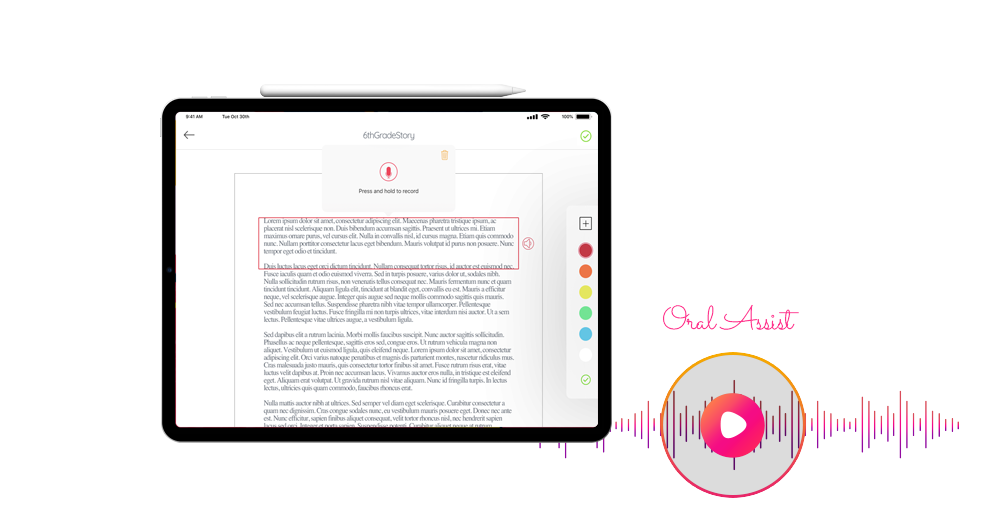 9:41 AM Tue Oct 30th 100%
6thGradeStory
Press and hold to record
Lorem ipsum dolor sit amet, consectetur adipiscing elit. Maecenas pharetra tristique ipsum, ac
placerat nisl scelerisque non. Duis bibendum accumsan sagittis. Praesent ut ultrices mi. Etiam
maximus ornare purus, vel cursus elit. Nulla in convallis nisl, id cursus magna. Etiam quis commodo
nunc. Nullam porttitor consectetur lacus eget bibendum. Mauris volutpat id purus non posuere. Nunc
tempor eget odio et tincidunt.
Duis luctus lacus eget orci dictum tincidunt. Nullam consequat tortor risus, id auctor est euismod nec.
Fusce iaculis quam et odio euismod viverra. Sed in turpis posuere, varius dolor ut, sodales nibh.
Nulla sollicitudin rutrum risus, non venenatis tellus consequat nec. Mauris fermentum nunc et quam
tincidunt tincidunt. Aliquam ligula elit, tincidunt at blandit eget, convallis eu est. Mauris a efficitur
neque, vel scelerisque augue. Integer quis augue sed neque mollis commodo sagittis quis mauris.
Sed nec accumsan tellus. Suspendisse pharetra nibh vitae tempor ullamcorper. Pellentesque
vestibulum feugiat luctus. Fusce fringilla mi non turpis ultrices, vitae interdum nisi auctor. Ut a sem
lectus. Pellentesque vitae ultrices augue, a vestibulum ligula.
Sed dapibus elit a rutrum lacinia. Morbi mollis faucibus suscipit. Nunc auctor sagittis sollicitudin.
Phasellus ac neque pellentesque, sagittis eros sed, congue eros. Ut rutrum vehicula magna non
aliquet. Vestibulum ut euismod ligula, quis eleifend neque. Lorem ipsum dolor sit amet, consectetur
adipiscing elit. Orci varius natoque penatibus et magnis dis parturient montes, nascetur ridiculus mus.
Cras malesuada justo mauris, quis consectetur tortor finibus sit amet. Fusce rutrum risus erat, vitae
luctus velit dapibus at. Proin nec accumsan lacus. Vivamus auctor eros nulla, in tristique est aliquam
eget. Aliquam erat volutpat. Ut gravida rutrum nisl vitae aliquam. Nunc id fringilla turpis. In lectus
lectus, ultricies quis quam commodo, faucibus rhoncus erat.
Nulla mattis auctor nibh at ultrices. Sed semper vel diam eget scelerisque. Curabitur consectetur a
quam nec dignissim. Cras congue sodales nunc, eu vestibulum mauris posuere eget. Donec nec ante
est. Morbi in sapien finibus aliquet consequat, velit tortor rhoncus nisl, nec hendrerit sapien
lacus sed orci. Integer et porta sapien. Suspendisse potenti. Curabitur semper sed
Oral Assist